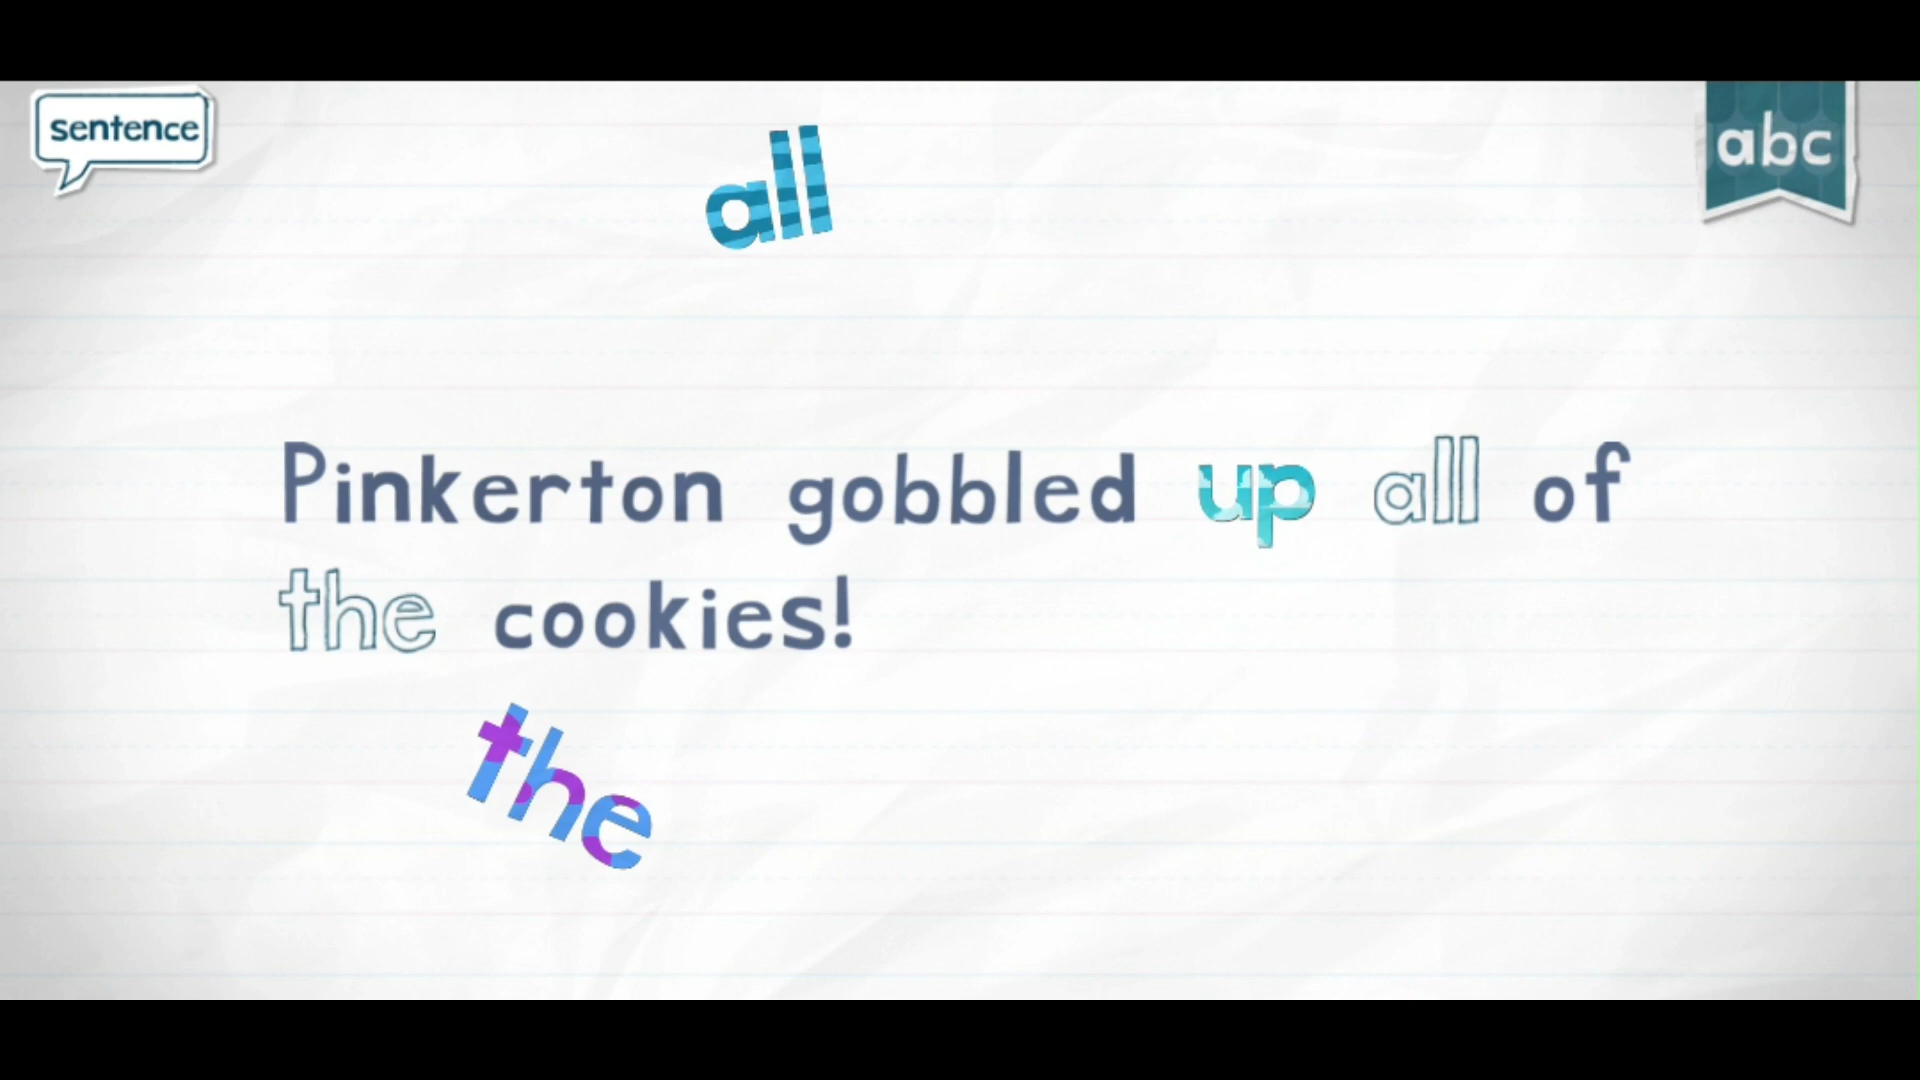 sentence
abc
all
Pinkerton gobbled up all of
the cookies!
the